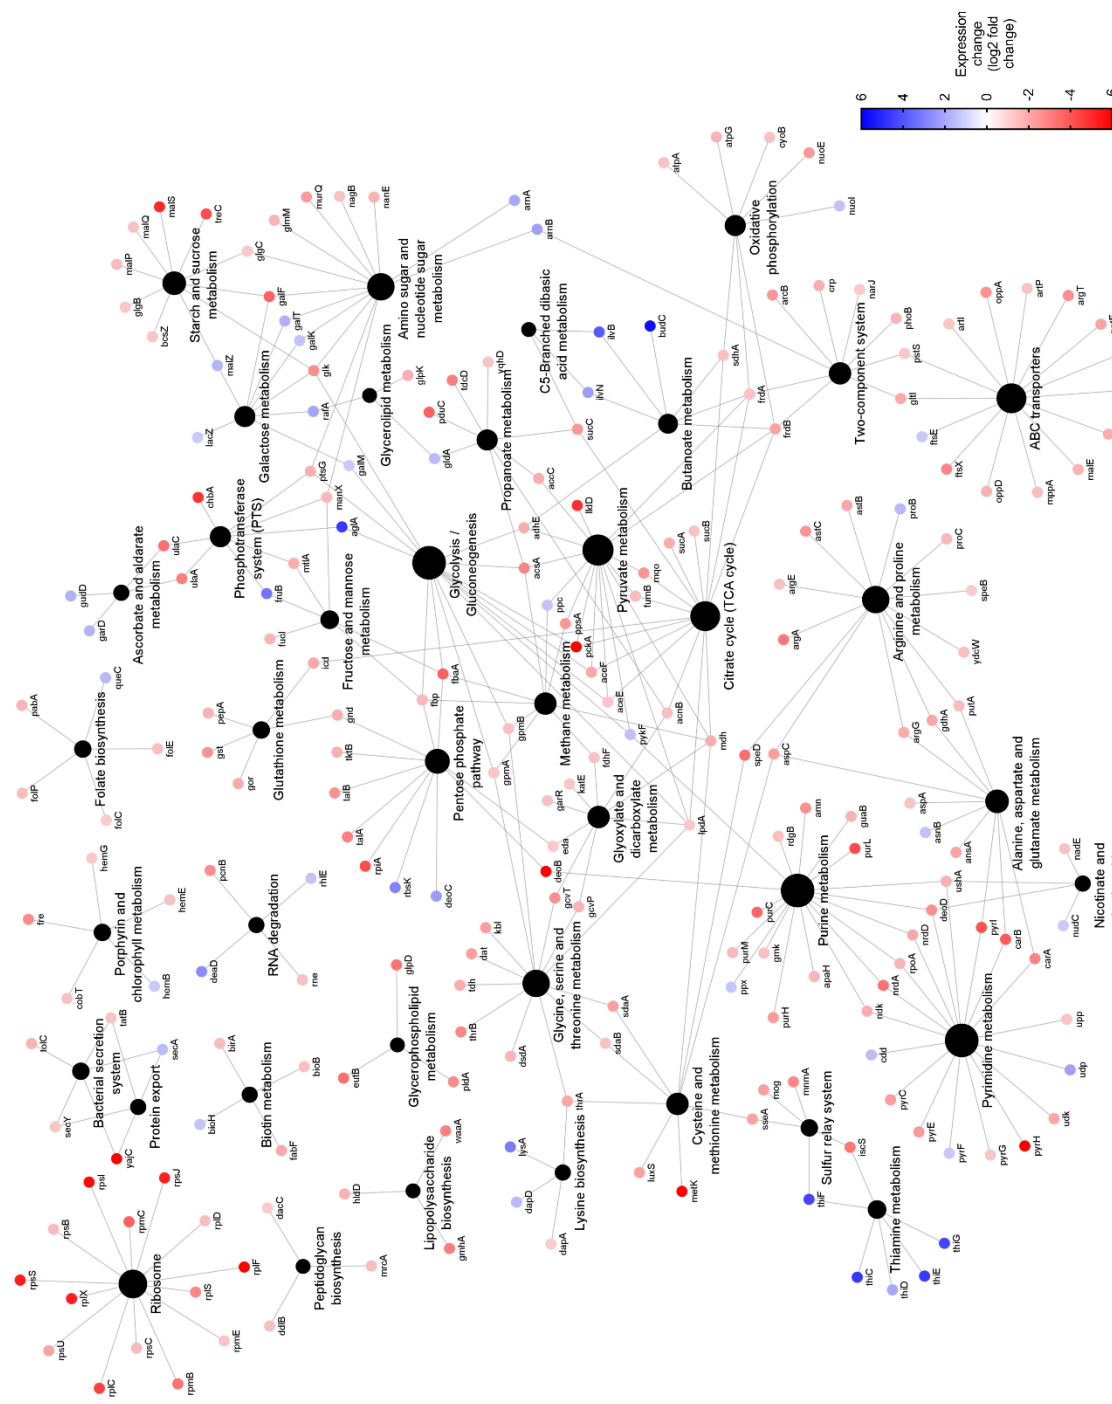 Expression
change
(log2 fold
change)
6
4
2
0
-2
-4
6
malQ
malS
malP
treC
glgB
bcsZ
Starch and sucrose
metabolism
glgC
glmM
murQ
nagB
nanE
arnA
arnB
Amino sugar and
nucleotide sugar
metabolism
galF
galT
galK
malZ
glk
lacZ
Galactose metabolism
rafA
Glycerolipid metabolism
glpK
ptsG
galM
manX
chbA
Phosphotransferase
system (PTS)
aglA
ulaC
ulaA
mtlA
fruB
gudD
garD
Ascorbate and aldarate
metabolism
fucI
Fructose and mannose
metabolism
Glycolysis /
Gluconeogenesis
pduC
tdcD
yqhD
gldA
Propanoate metabolism
accC
sucC
C5-Branched dibasic
acid metabolism
ilvB
ilvN
budC
Butanoate metabolism
sdhA
frdA
frdB
atpA
atpG
cyoB
nuoE
nuoI
Oxidative
phosphorylation
arcB
crp
narJ
phoB
pstS
gltI
Two-component system
artI
oppA
artP
argT
ftsE
ftsX
oppD
mppA
malE
ABC transporters
adhE
acsA
lldD
Pyruvate metabolism
ppc
ppsA
pckA
aceF
aceE
mqo
fumB
sucA
sucB
Citrate cycle (TCA cycle)
acnB
mdh
pykF
fbp
fbaA
icd
pabA
queC
folP
folE
folC
Folate biosynthesis
pepA
gst
gor
Glutathione metabolism
gnd
tktB
talB
talA
rpiA
rbsK
deoC
Pentose phosphate
pathway
gpmB
gpmA
Methane metabolism
fdhF
katE
garR
eda
Glyoxylate and
dicarboxylate
metabolism
lpdA
deoB
gcvT
gcvP
speD
aspC
astC
astB
proB
proC
argE
argA
speB
ydcW
Arginine and proline
metabolism
argG
gdhA
putA
aspA
asnB
ansA
Alanine, aspartate and
glutamate metabolism
rdgB
amn
guaB
purL
purC
purM
gmk
ppx
apaH
purH
Purine metabolism
ushA
deoD
nrdD
rpoA
nrdA
ndk
pyrI
carB
carA
nadE
nudC
Nicotinate and
cdd
pyrC
pyrE
pyrF
pyrG
pyrH
udk
udp
upp
Pyrimidine metabolism
hemG
fre
hemE
hemB
cobT
Porphyrin and
chlorophyll metabolism
pcnB
rhlE
deaD
rne
RNA degradation
glpD
eutB
pldA
Glycerophospholipid
metabolism
kbl
dat
tdh
thrB
dsdA
Glycine, serine and
threonine metabolism
sdaA
sdaB
tolC
tatB
secA
secY
yajC
Bacterial secretion
system
Protein export
birA
bioB
bioH
fabF
Biotin metabolism
waaA
hldD
gmhA
Lipopolysaccharide
biosynthesis
lysA
dapD
dapA
Lysine biosynthesis
thrA
luxS
metK
Cysteine and
methionine metabolism
sseA
mog
mnmA
iscS
thiF
Sulfur relay system
thiC
thiD
thiE
thiG
Thiamine metabolism
rpsI
rpsJ
rpsB
rpmC
rplD
rpsS
rplX
rplF
rplS
rpsU
rpsC
rpmE
rplC
rpmB
Ribosome
dacC
ddlB
mrcA
Peptidoglycan
biosynthesis